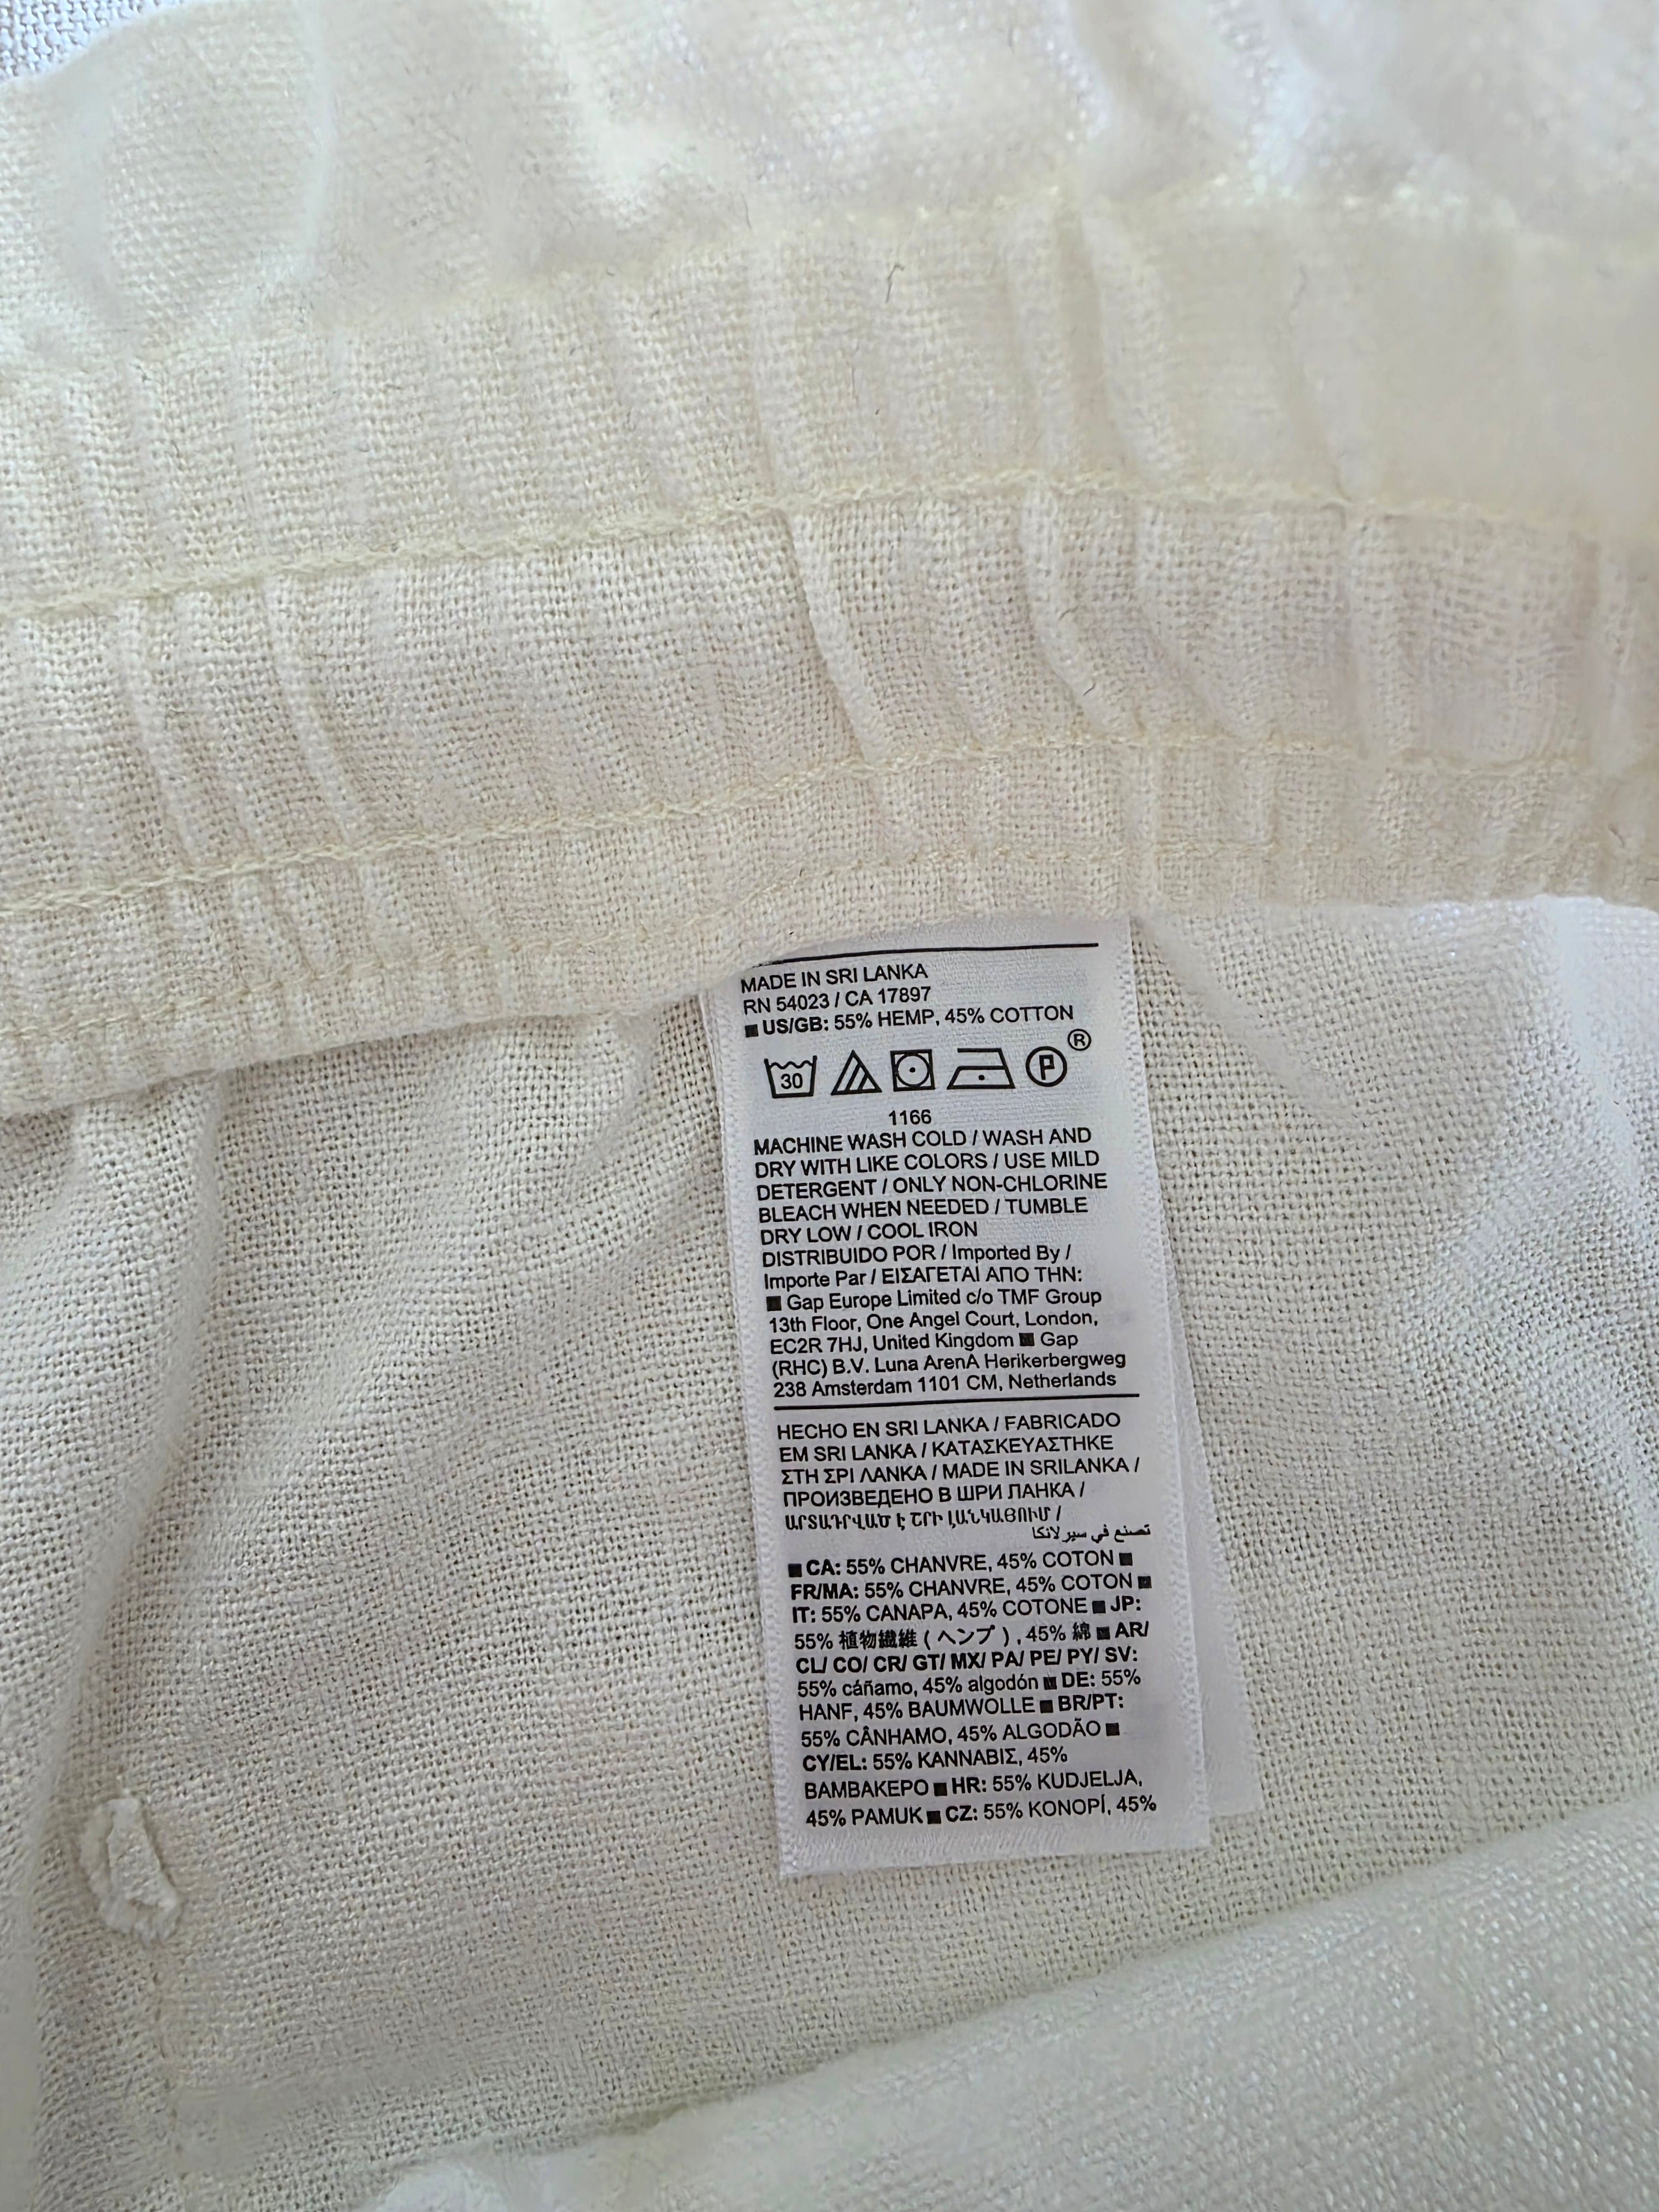 MADE IN SRI LANKA
RN 54023 / CA 17897
■ US/GB: 55% HEMP, 45% COTTON
30 P ®
1166
MACHINE WASH COLD / WASH AND
DRY WITH LIKE COLORS / USE MILD
DETERGENT / ONLY NON-CHLORINE
BLEACH WHEN NEEDED / TUMBLE
DRY LOW / COOL IRON
DISTRIBUIDO POR / Imported By /
Importe Par / ΕΙΣΑΓΕΤΑΙ ΑΠΟ ΤΗΝ:
■ Gap Europe Limited c/o TMF Group
13th Floor, One Angel Court, London,
EC2R 7HJ, United Kingdom ■ Gap
(RHC) B.V. Luna ArenA Herikerbergweg
238 Amsterdam 1101 CM, Netherlands
HECHO EN SRI LANKA / FABRICADO
EM SRI LANKA / ΚΑΤΑΣΚΕΥΑΣΤΗΚΕ
ΣΤΗ ΣΡΙ ΛΑΝΚΑ / MADE IN SRILANKA /
ПРОИЗВЕДЕНО В ШРИ ЛАНКА /
ԱՐՏԱԴՐՎԱԾ Է ՇՐԻ ԼԱՆԿԱՅՈՒՄ /
تصنع في سيرلانكا
■ CA: 55% CHANVRE, 45% COTON ■
FR/MA: 55% CHANVRE, 45% COTON ■
IT: 55% CANAPA, 45% COTONE ■ JP:
55% 植物繊維 ( ヘンプ ) , 45% 綿 ■ AR/
CL/ CO/ CR/ GT/ MX/ PA/ PE/ PY/ SV:
55% cáñamo, 45% algodón ■ DE: 55%
HANF, 45% BAUMWOLLE ■ BR/PT:
55% CÂNHAMO, 45% ALGODÃO ■
CY/EL: 55% ΚΑΝΝΑΒΙΣ, 45%
ΒΑΜΒΑΚΕΡΟ ■ HR: 55% KUDJELJA,
45% PAMUK ■ CZ: 55% KONOPÍ, 45%